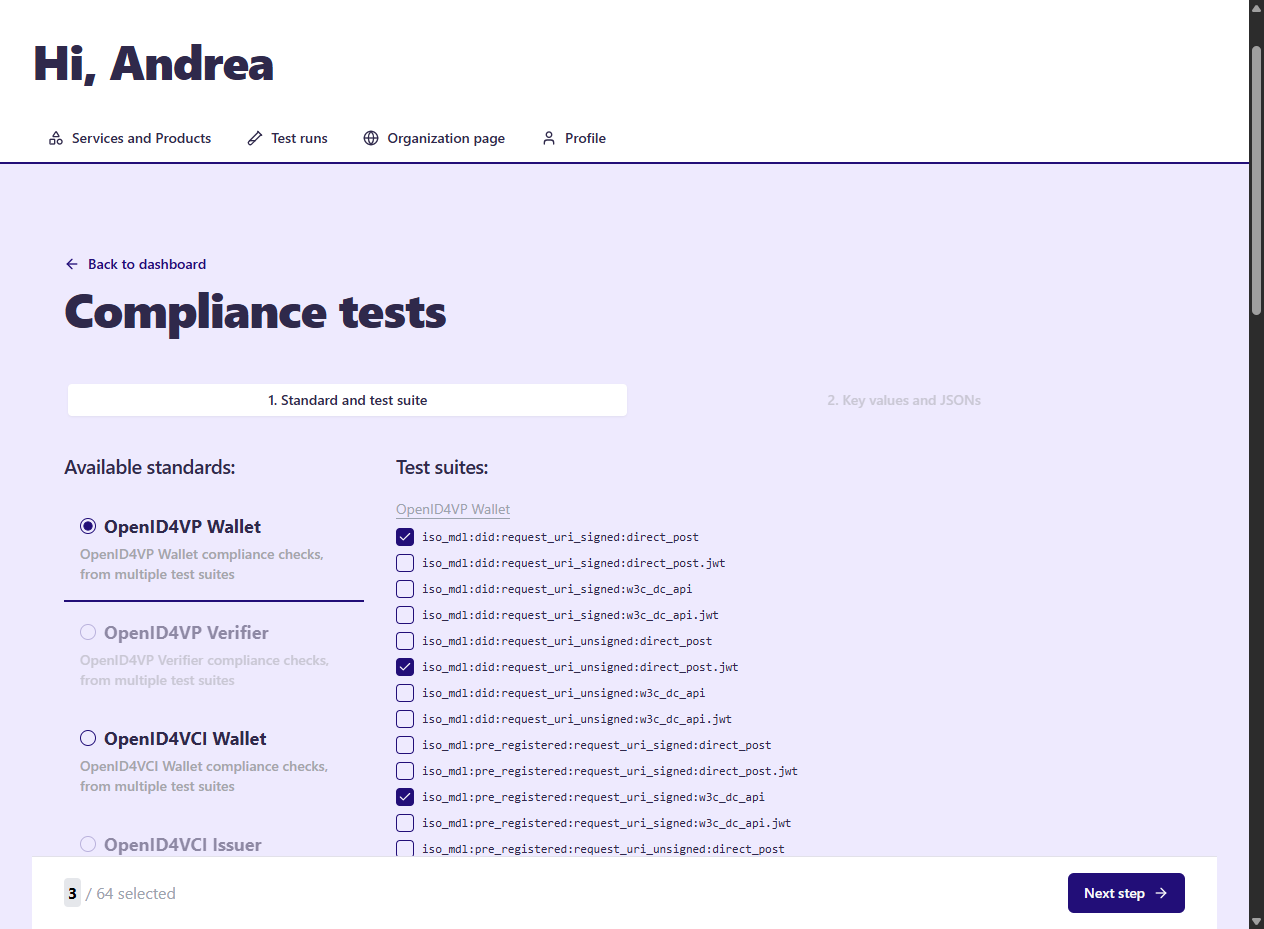 Hi, Andrea
Services and Products
Test runs
Organization page
Profile
Back to dashboard
Compliance tests
1. Standard and test suite
2. Key values and JSONs
Available standards:
OpenID4VP Wallet
OpenID4VP Wallet compliance checks,
from multiple test suites
OpenID4VP Verifier
OpenID4VP Verifier compliance checks,
from multiple test suites
OpenID4VCI Wallet
OpenID4VCI Wallet compliance checks,
from multiple test suites
OpenID4VCI Issuer
Test suites:
OpenID4VP Wallet
iso_mdl:did:request_uri_signed:direct_post
iso_mdl:did:request_uri_signed:direct_post.jwt
iso_mdl:did:request_uri_signed:w3c_dc_api
iso_mdl:did:request_uri_signed:w3c_dc_api.jwt
iso_mdl:did:request_uri_unsigned:direct_post
iso_mdl:did:request_uri_unsigned:direct_post.jwt
iso_mdl:did:request_uri_unsigned:w3c_dc_api
iso_mdl:did:request_uri_unsigned:w3c_dc_api.jwt
iso_mdl:pre_registered:request_uri_signed:direct_post
iso_mdl:pre_registered:request_uri_signed:direct_post.jwt
iso_mdl:pre_registered:request_uri_signed:w3c_dc_api
iso_mdl:pre_registered:request_uri_signed:w3c_dc_api.jwt
iso_mdl:pre_registered:request_uri_unsigned:direct_post
3 / 64 selected
Next step